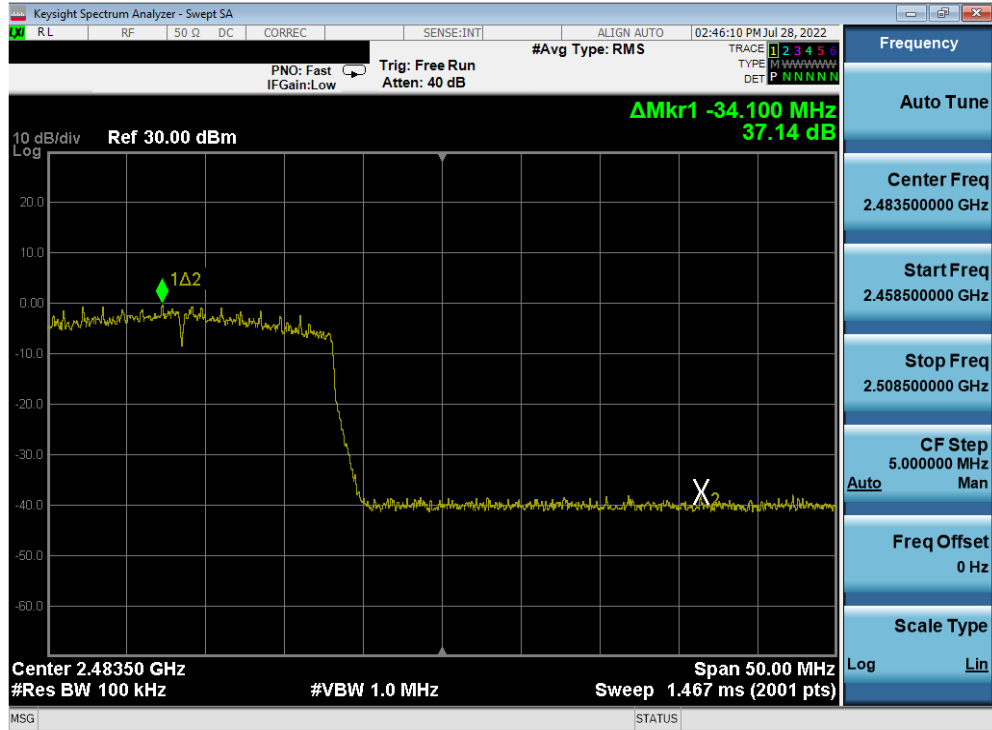 Keysight Spectrum Analyzer - Swept SA
LXI RL RF 50 Ω DC CORREC SENSE:INT ALIGN AUTO 02:46:10 PM Jul 28, 2022
#Avg Type: RMS TRACE 1 2 3 4 5 6
PNO: Fast Trig: Free Run TYPE M WWWWW
IFGain:Low Atten: 40 dB DET P N N N N N
ΔMkr1 -34.100 MHz
37.14 dB
10 dB/div Ref 30.00 dBm
Log
20.0
10.0
1Δ2
0.00
-10.0
-20.0
-30.0
X2
-40.0
-50.0
-60.0
Center 2.48350 GHz Span 50.00 MHz
#Res BW 100 kHz #VBW 1.0 MHz Sweep 1.467 ms (2001 pts)
MSG STATUS
Frequency
Auto Tune
Center Freq
2.483500000 GHz
Start Freq
2.458500000 GHz
Stop Freq
2.508500000 GHz
CF Step
5.000000 MHz
Auto Man
Freq Offset
0 Hz
Scale Type
Log Lin